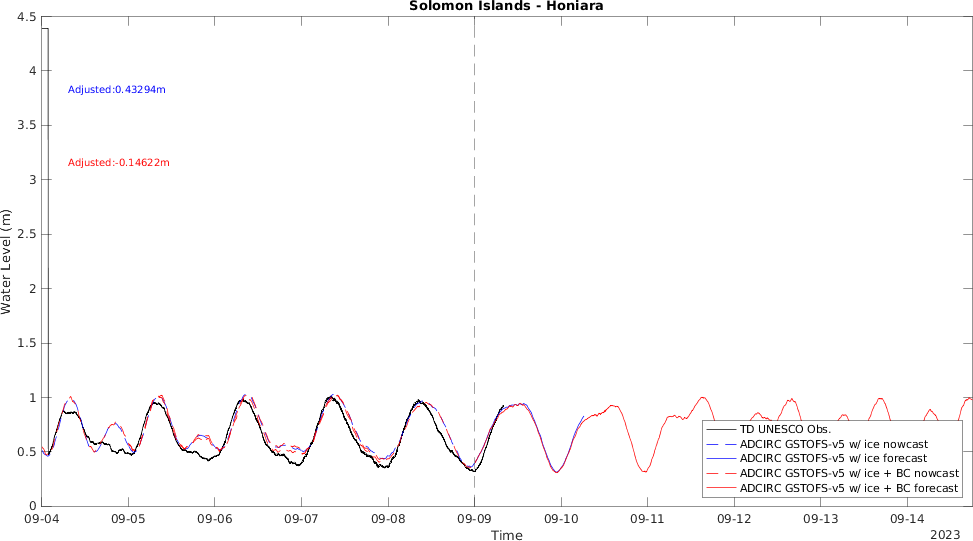 Solomon Islands - Honiara
4.5
4
3.5
3
2.5
2
1.5
1
0.5
0
Water Level (m)
Adjusted:0.43294m
Adjusted:-0.14622m
TD UNESCO Obs.
ADCIRC GSTOFS-v5 w/ ice nowcast
ADCIRC GSTOFS-v5 w/ ice forecast
ADCIRC GSTOFS-v5 w/ ice + BC nowcast
ADCIRC GSTOFS-v5 w/ ice + BC forecast
09-04 09-05 09-06 09-07 09-08 09-09 09-10 09-11 09-12 09-13 09-14
Time
2023